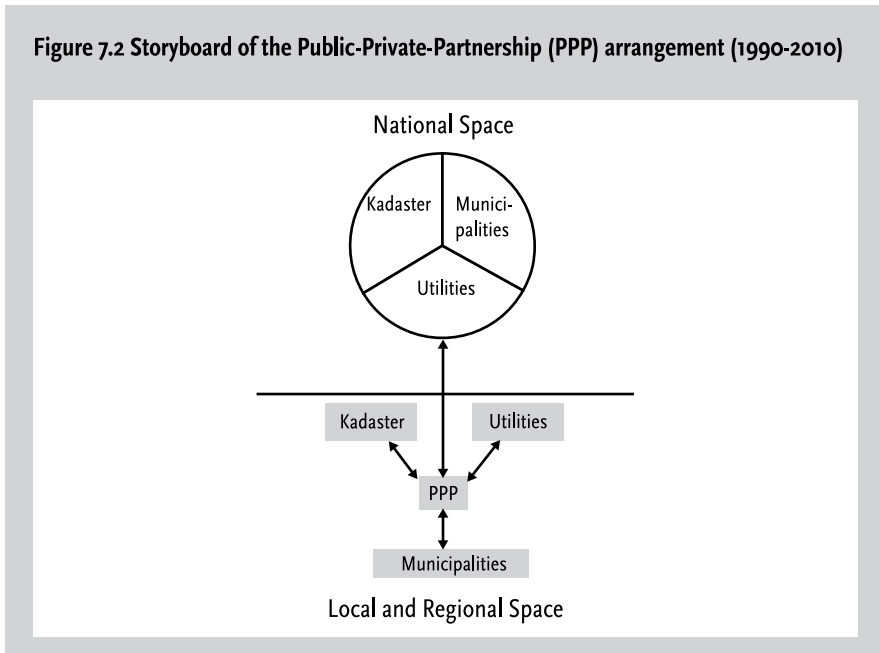 Figure 7.2 Storyboard of the Public-Private-Partnership (PPP) arrangement (1990-2010)
National Space
Kadaster
Munici-
palities
Utilities
Kadaster
Utilities
PPP
Municipalities
Local and Regional Space